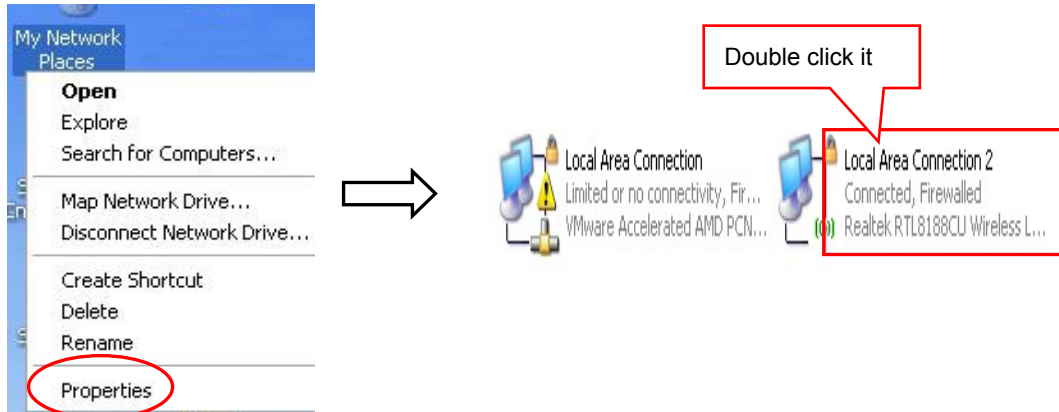 My Network
Places
Open
Explore
Search for Computers...
Map Network Drive...
Disconnect Network Drive...
Create Shortcut
Delete
Rename
Properties
Double click it
Local Area Connection
Limited or no connectivity, Fir...
VMware Accelerated AMD PCN...
Local Area Connection 2
Connected, Firewalled
Realtek RTL8188CU Wireless L...